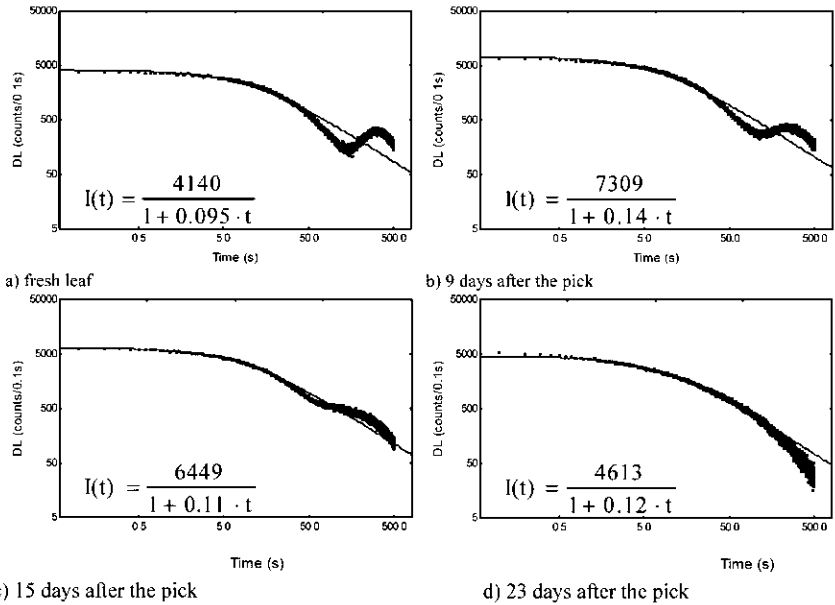 50000
5000
500
50
5
DL (counts/0 1s)
I(t) = 4140 / 1 + 0.095 · t
0.5 5.0 50.0 500.0
Time (s)
a) fresh leaf
50000
5000
500
50
5
DL (counts/0.1s)
I(t) = 7309 / 1 + 0.14 · t
0.5 5.0 50.0 500.0
Time (s)
b) 9 days after the pick
50000
5000
500
50
5
DL (counts/0.1s)
I(t) = 6449 / 1 + 0.11 · t
0.5 5.0 50.0 500.0
Time (s)
) 15 days after the pick
50000
5000
500
50
5
DL (counts/0.1s)
I(t) = 4613 / 1 + 0.12 · t
0.5 5.0 50.0 500.0
Time (s)
d) 23 days after the pick